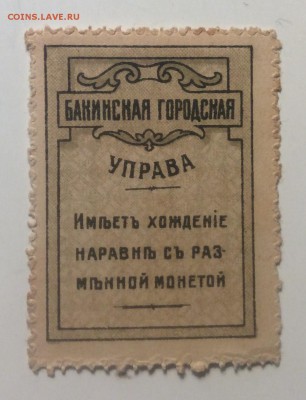 COINS.LAVE.RU
БАКИНСКАЯ ГОРОДСКАЯ
УПРАВА
Имѣетъ хожденіе
наравнѣ съ раз-
мѣнной монетой